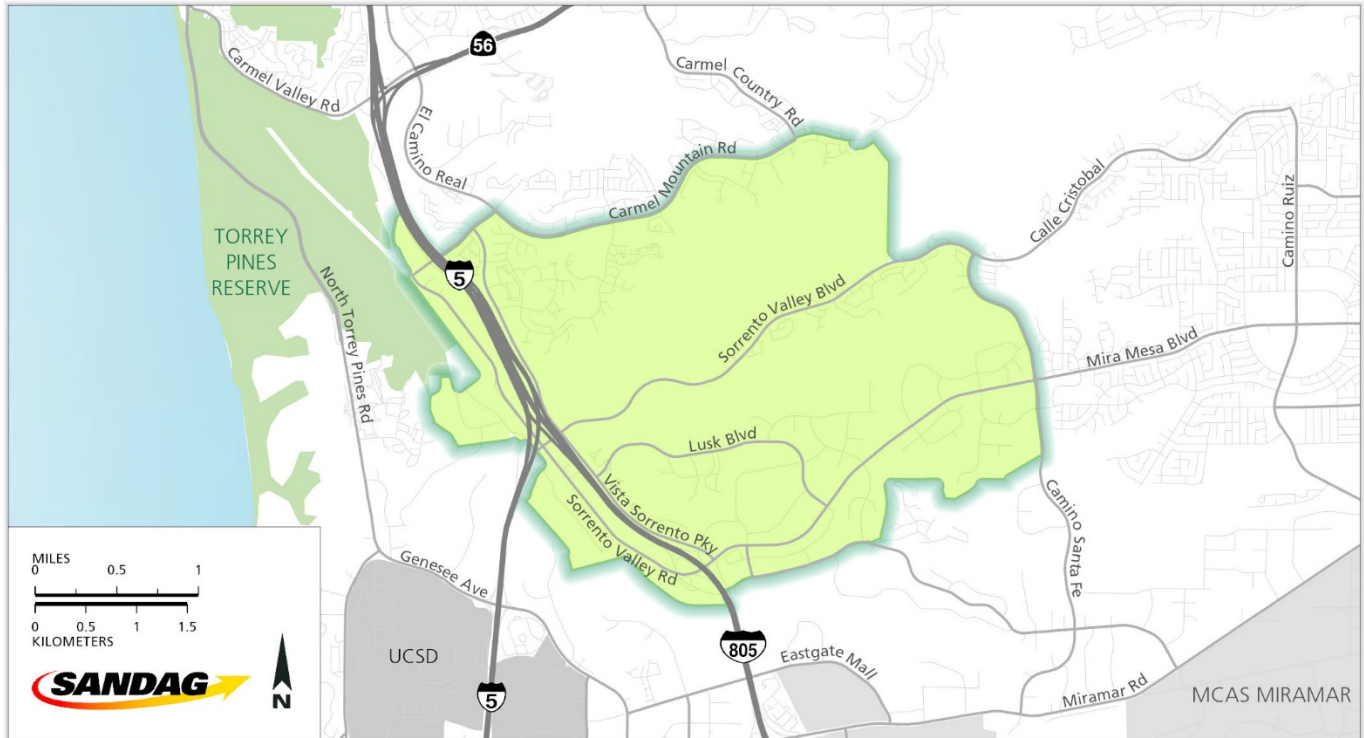 56
Carmel Valley Rd
El Camino Real
Carmel Country Rd
Carmel Mountain Rd
Calle Cristobal
Camino Ruiz
TORREY
PINES
RESERVE
5
North Torrey Pines Rd
Sorrento Valley Blvd
Mira Mesa Blvd
Lusk Blvd
Vista Sorrento Pky
Sorrento Valley Rd
Camino Santa Fe
Genesee Ave
MILES
0 0.5 1
0 0.5 1 1.5
KILOMETERS
SANDAG
N
UCSD
5
805
Eastgate Mall
Miramar Rd
MCAS MIRAMAR